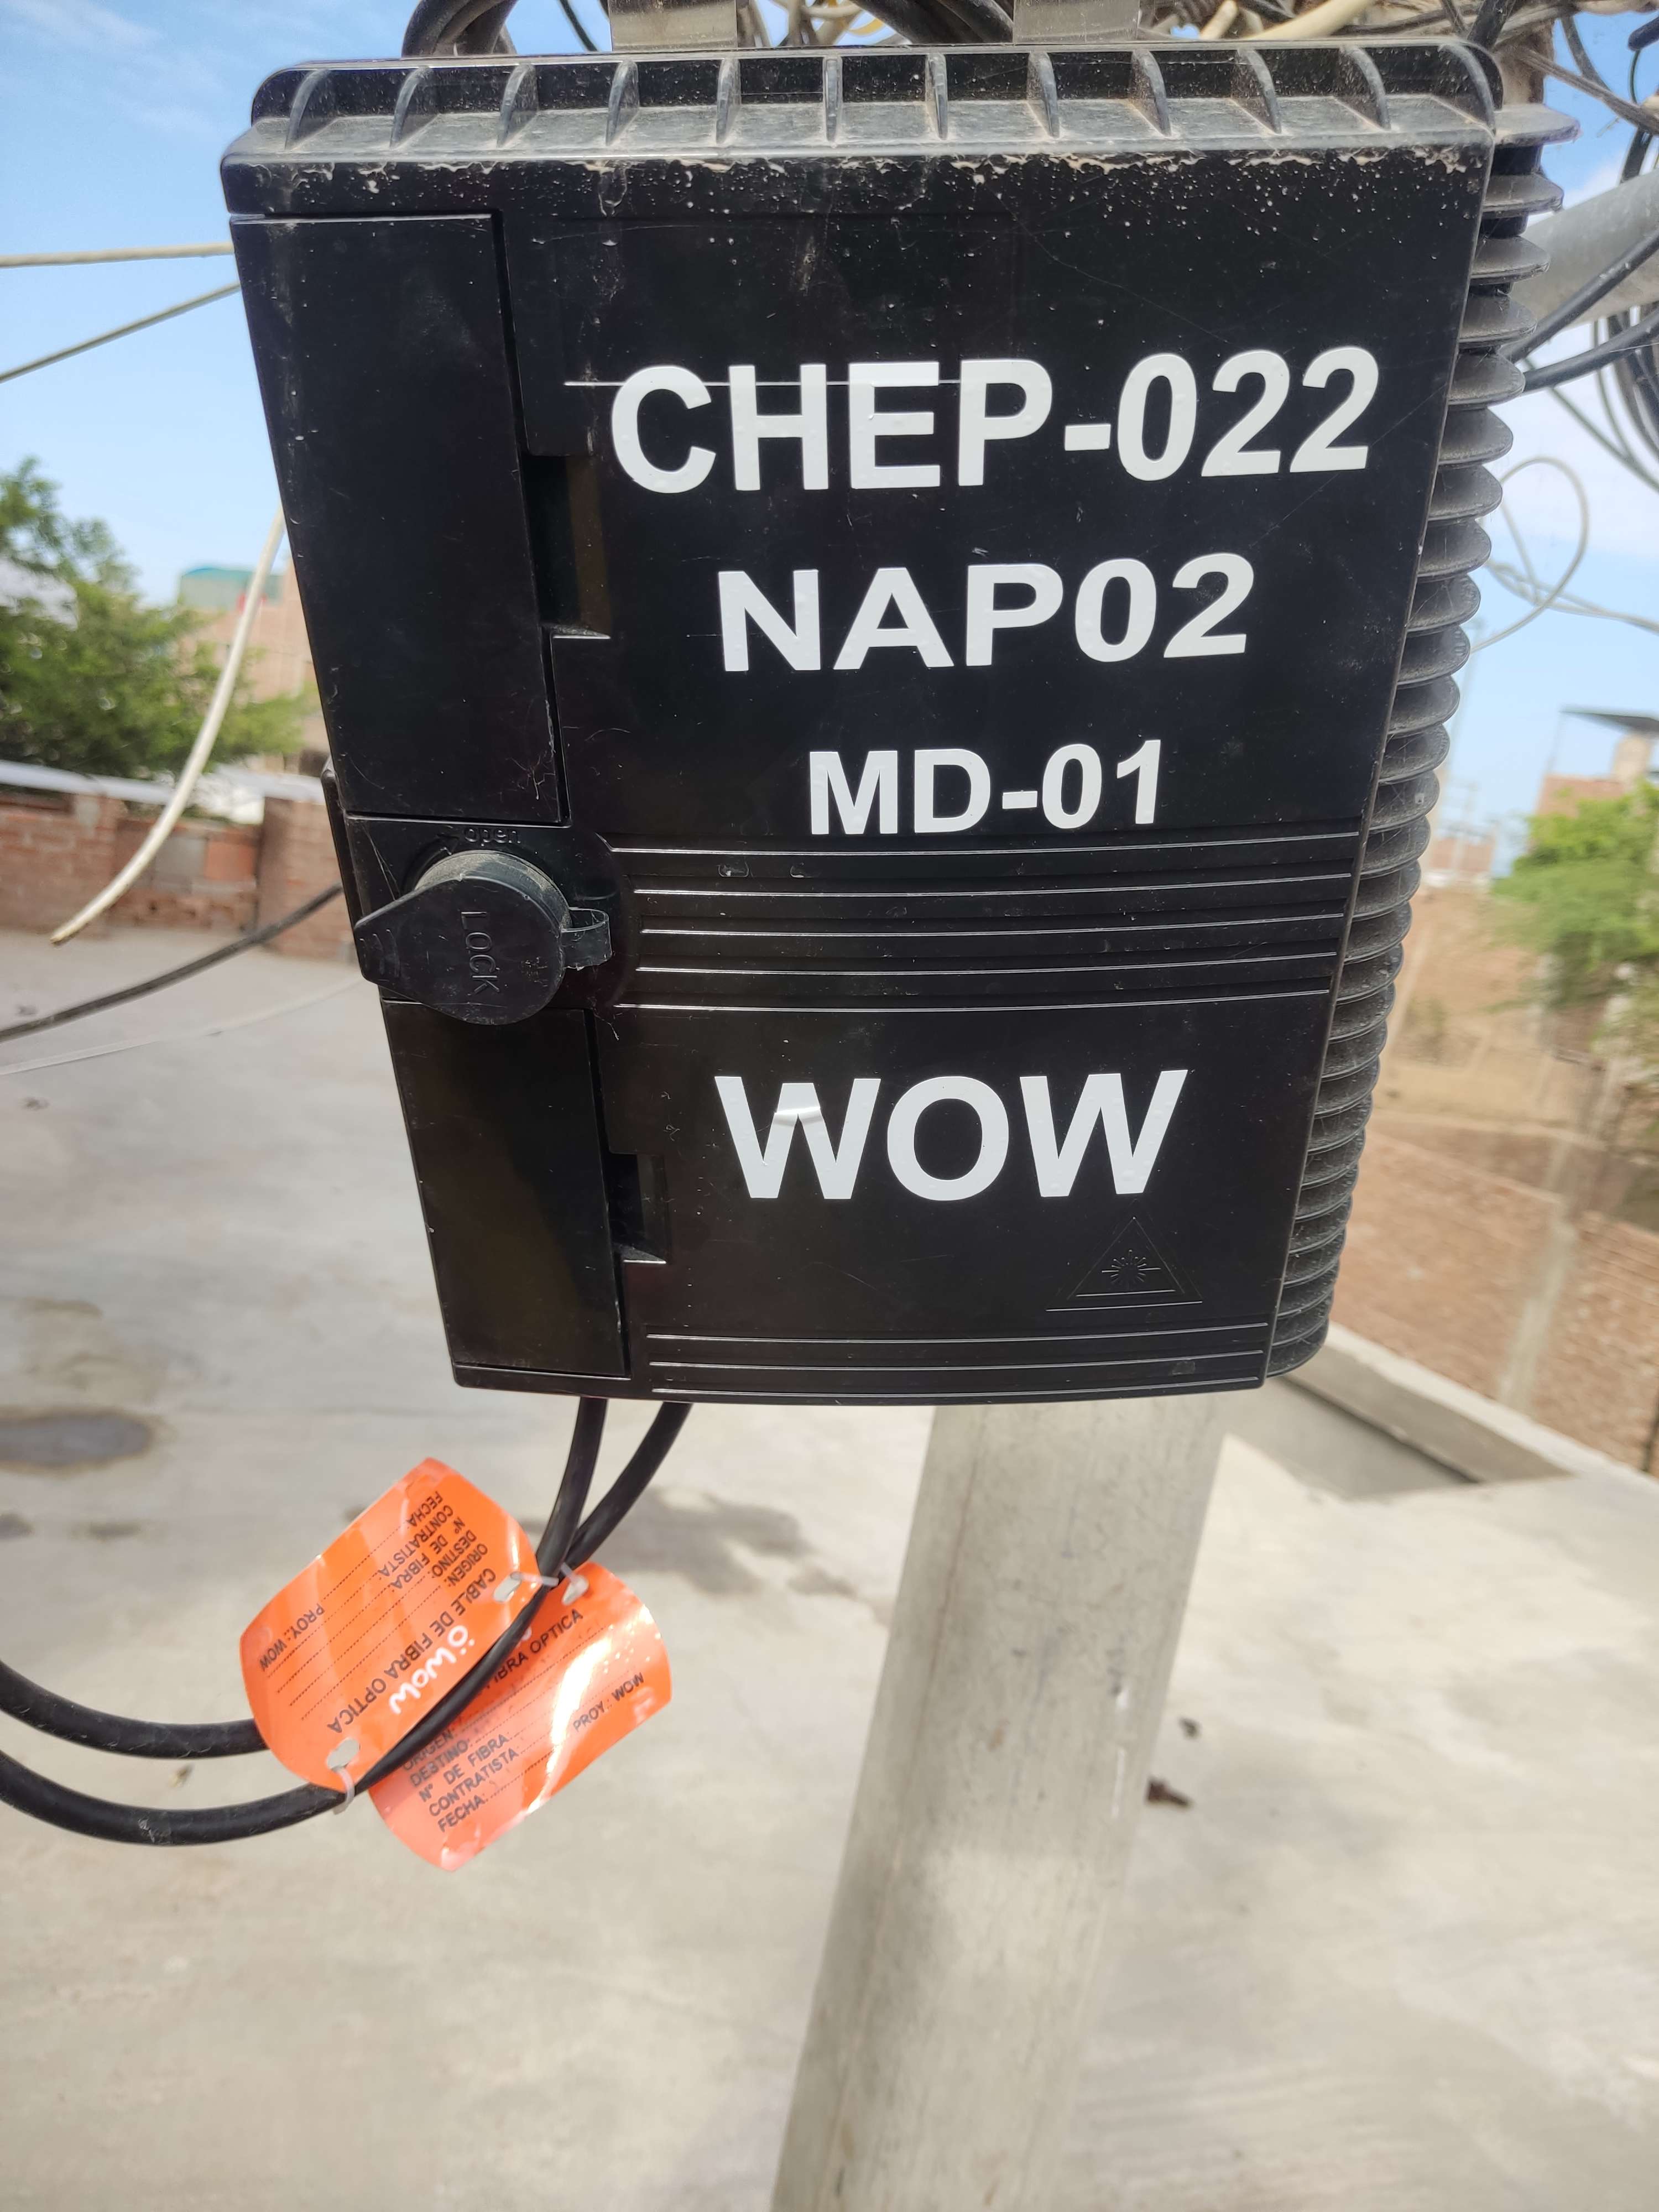 CHEP-022
NAP02
MD-01
open
LOCK
WOW
WOW
CABLE DE FIBRA OPTICA
ORIGEN:
DESTINO:
N° DE FIBRA:
CONTRATISTA:
FECHA
PROY: WOW
FIBRA OPTICA
ORIGEN:
DESTINO:
N° DE FIBRA
CONTRATISTA
FECHA:
PROY: WOW